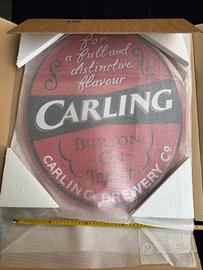 for
a full and
distinctive
flavour
CARLING
BURTON
ON
TRENT
CARLING BREWERY Cº